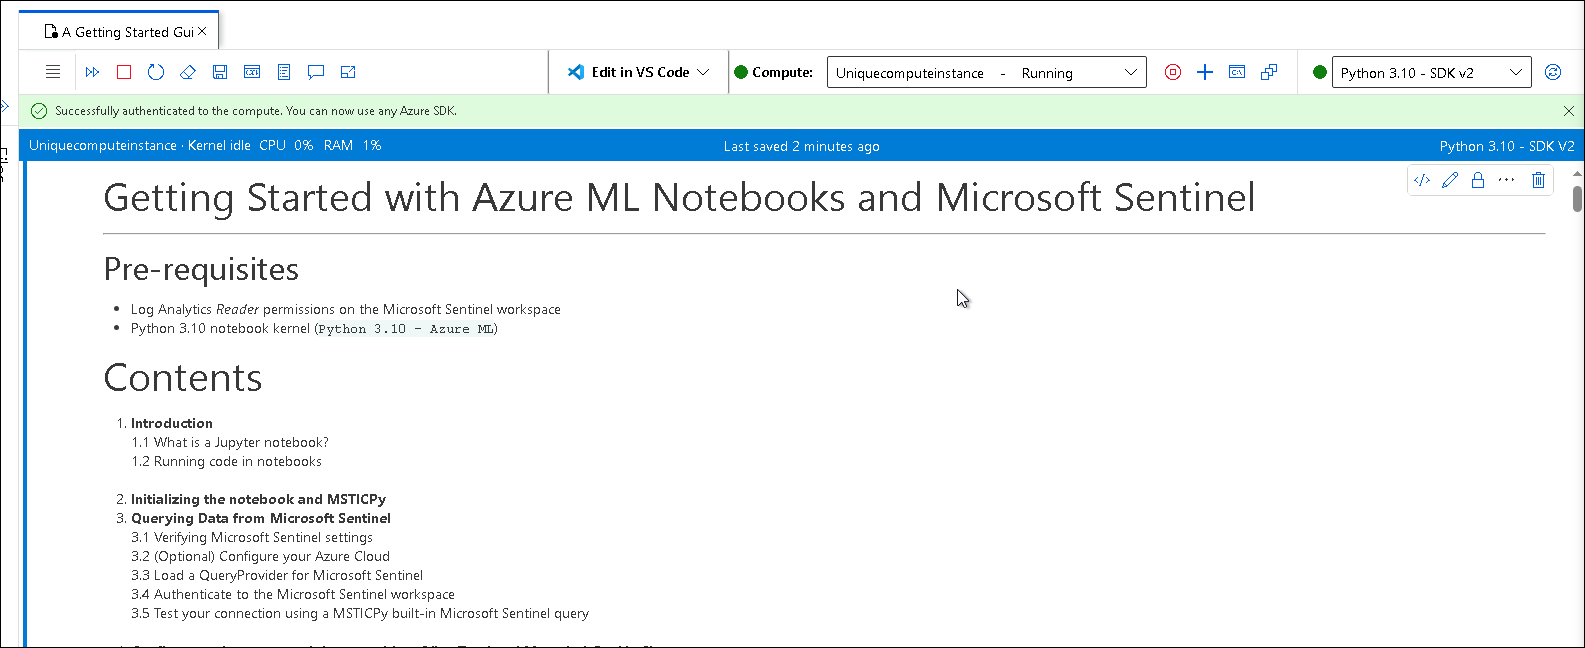 A Getting Started Gui
Edit in VS Code
Compute:
Uniquecomputeinstance - Running
Python 3.10 - SDK v2
Successfully authenticated to the compute. You can now use any Azure SDK.
Uniquecomputeinstance · Kernel idle CPU 0% RAM 1%
Last saved 2 minutes ago
Python 3.10 - SDK V2
Getting Started with Azure ML Notebooks and Microsoft Sentinel
Pre-requisites
• Log Analytics Reader permissions on the Microsoft Sentinel workspace
• Python 3.10 notebook kernel (Python 3.10 - Azure ML)
Contents
1. Introduction
1.1 What is a Jupyter notebook?
1.2 Running code in notebooks
2. Initializing the notebook and MSTICPy
3. Querying Data from Microsoft Sentinel
3.1 Verifying Microsoft Sentinel settings
3.2 (Optional) Configure your Azure Cloud
3.3 Load a QueryProvider for Microsoft Sentinel
3.4 Authenticate to the Microsoft Sentinel workspace
3.5 Test your connection using a MSTICPy built-in Microsoft Sentinel query